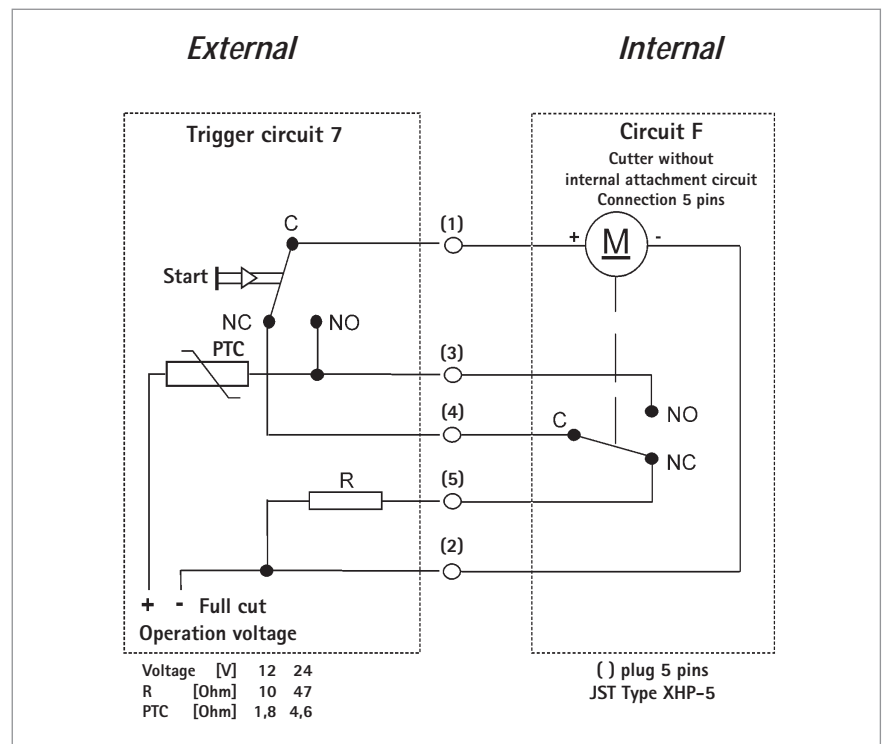 External Internal
Trigger circuit 7
Circuit F
Cutter without
internal attachment circuit
Connection 5 pins
C
(1)
+ M -
Start
NC NO
PTC
(3)
(4)
C
NO
NC
(5)
R
(2)
+ - Full cut
Operation voltage
Voltage [V] 12 24
R [Ohm] 10 47
PTC [Ohm] 1,8 4,6
( ) plug 5 pins
JST Type XHP-5